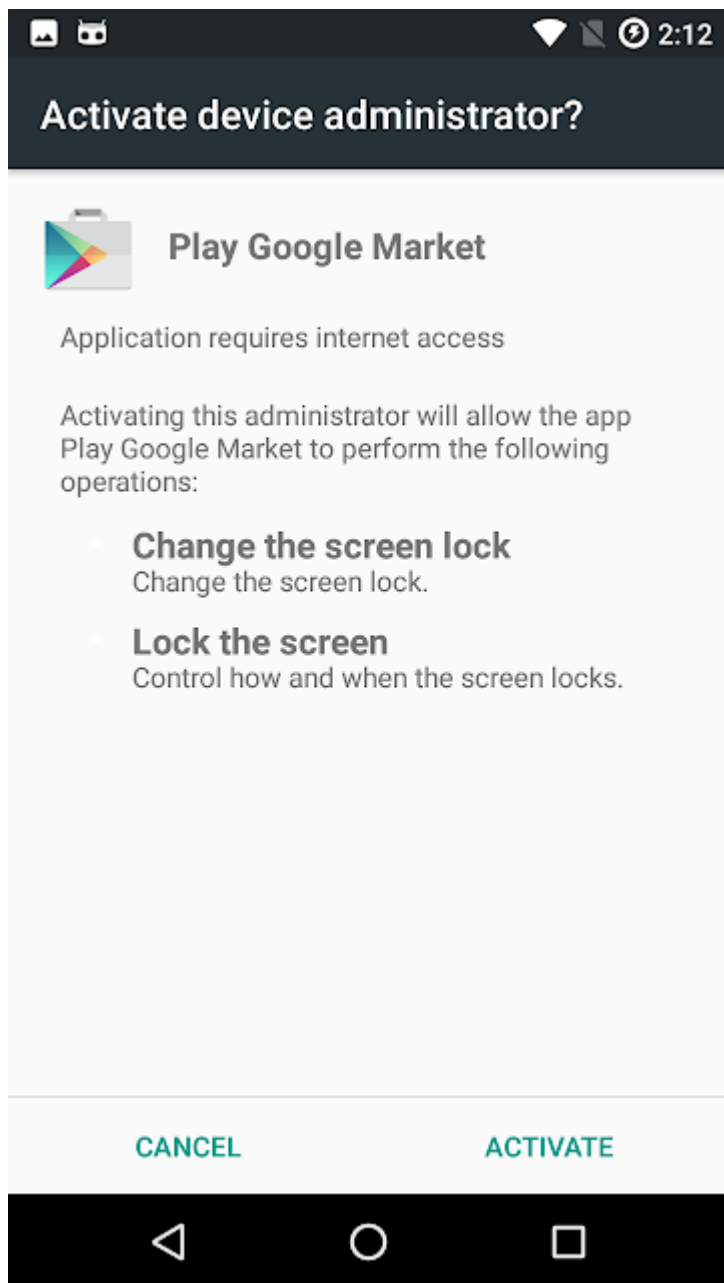 2:12
Activate device administrator?
Play Google Market
Application requires internet access
Activating this administrator will allow the app
Play Google Market to perform the following
operations:
Change the screen lock
Change the screen lock.
Lock the screen
Control how and when the screen locks.
CANCEL ACTIVATE